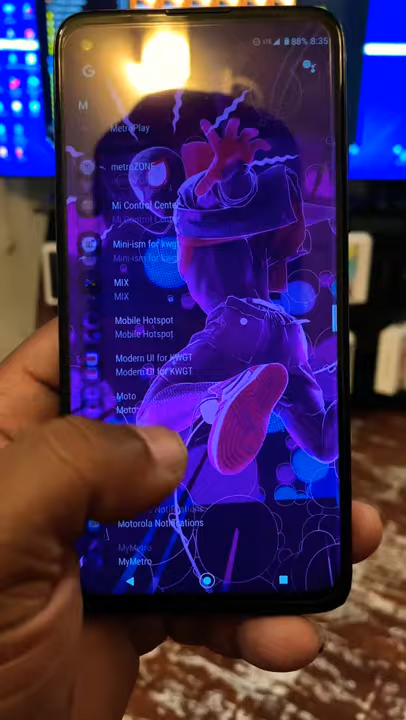 LTE 88% 8:35
G
M
MetroPlay
metroZONE
Mi Control Center
Mi Control Center
Mini-ism for kwgt
Mini-ism for kwgt
MIX
MIX
Mobile Hotspot
Mobile Hotspot
Modern UI for KWGT
Modern UI for KWGT
Moto
Moto
Notifications
Motorola Notifications
MyMetro
MyMetro